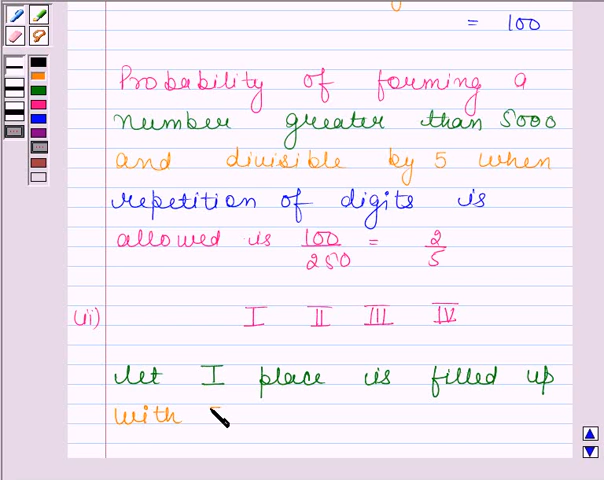 = 100
Probability of forming a
number greater than 5000
and divisible by 5 when
repetition of digits is
allowed is 100/250 = 2/5
(ii) I II III IV
let I place is filled up
with